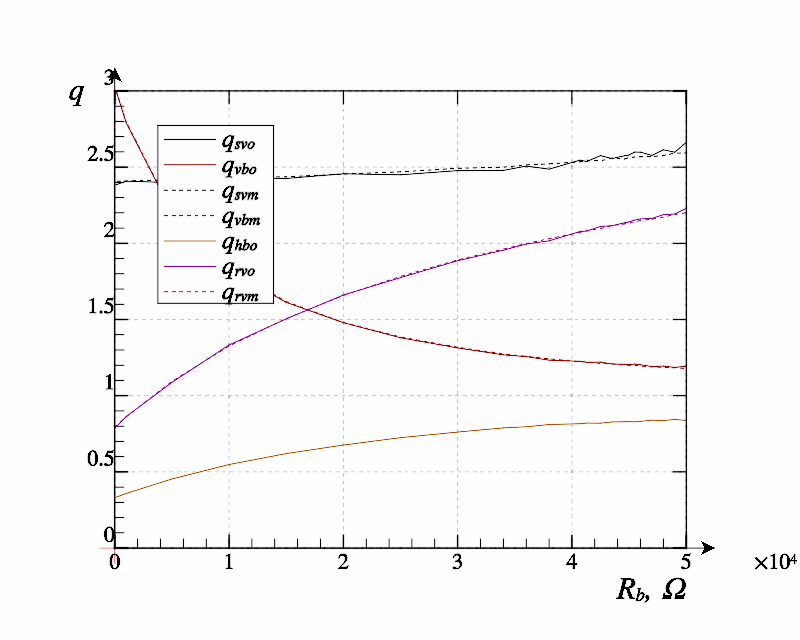 3
q
2.5
2
1.5
1
0.5
0
q_svo
q_vbo
q_svm
q_vbm
q_hbo
q_rvo
q_rvm
0 1 2 3 4 5 ×10⁴
R_b, Ω